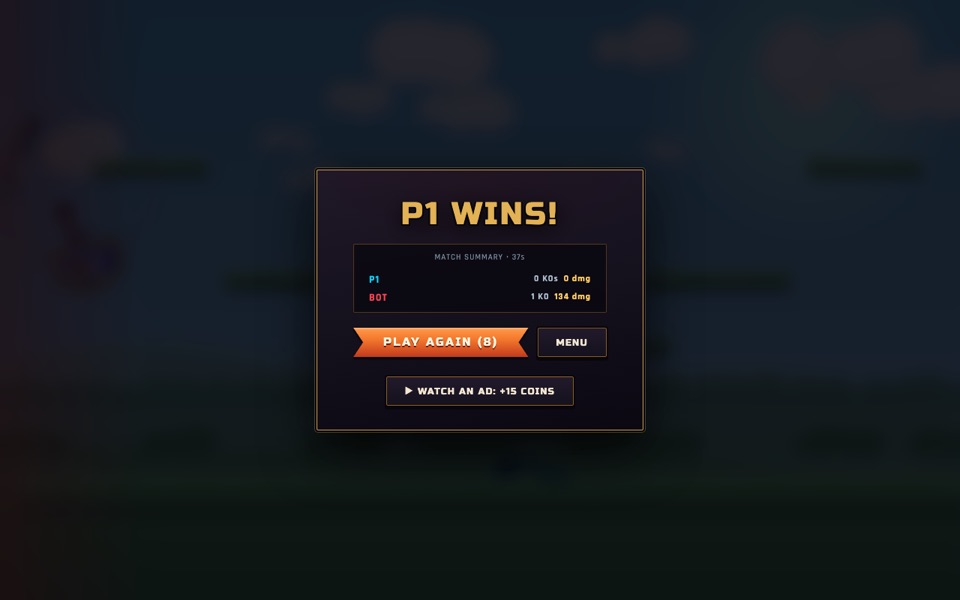 P1 WINS!
MATCH SUMMARY • 37s
P1 0 KOs 0 dmg
BOT 1 KO 134 dmg
PLAY AGAIN (8) MENU
▶ WATCH AN AD: +15 COINS